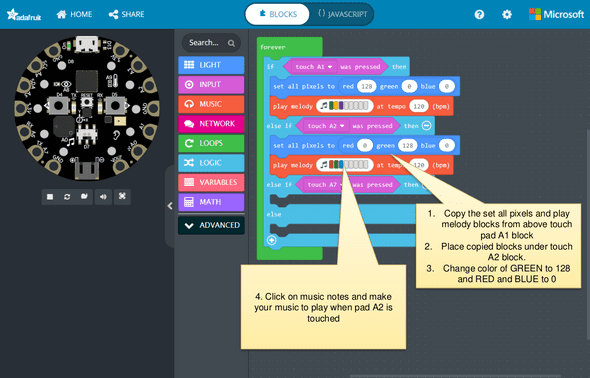 adafruit
HOME
SHARE
BLOCKS
{} JAVASCRIPT
Microsoft
Search...
LIGHT
INPUT
MUSIC
NETWORK
LOOPS
LOGIC
VARIABLES
MATH
ADVANCED
forever
if touch A1 was pressed then
set all pixels to red 128 green 0 blue 0
play melody at tempo 120 (bpm)
else if touch A2 was pressed then
set all pixels to red 0 green 128 blue 0
play melody at tempo 120 (bpm)
else if touch A7 was pressed
else
1. Copy the set all pixels and play
melody blocks from above touch
pad A1 block
2. Place copied blocks under touch
A2 block.
3. Change color of GREEN to 128
and RED and BLUE to 0
4. Click on music notes and make
your music to play when pad A2 is
touched